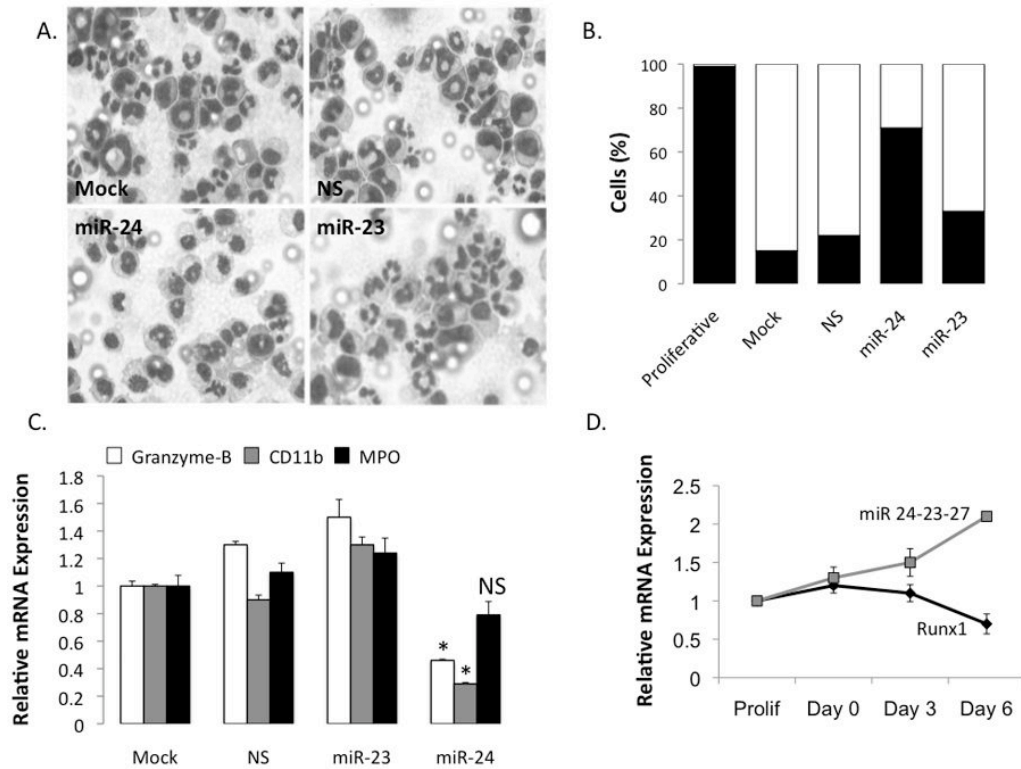 A.
Mock
NS
miR-24
miR-23
B.
Cells (%)
100
80
60
40
20
0
Proliferative
Mock
NS
miR-24
miR-23
C.
Granzyme-B CD11b MPO
Relative mRNA Expression
1.8
1.6
1.4
1.2
1
0.8
0.6
0.4
0.2
0
* * NS
Mock NS miR-23 miR-24
D.
Relative mRNA Expression
2.5
2
1.5
1
0.5
0
miR 24-23-27
Runx1
Prolif Day 0 Day 3 Day 6